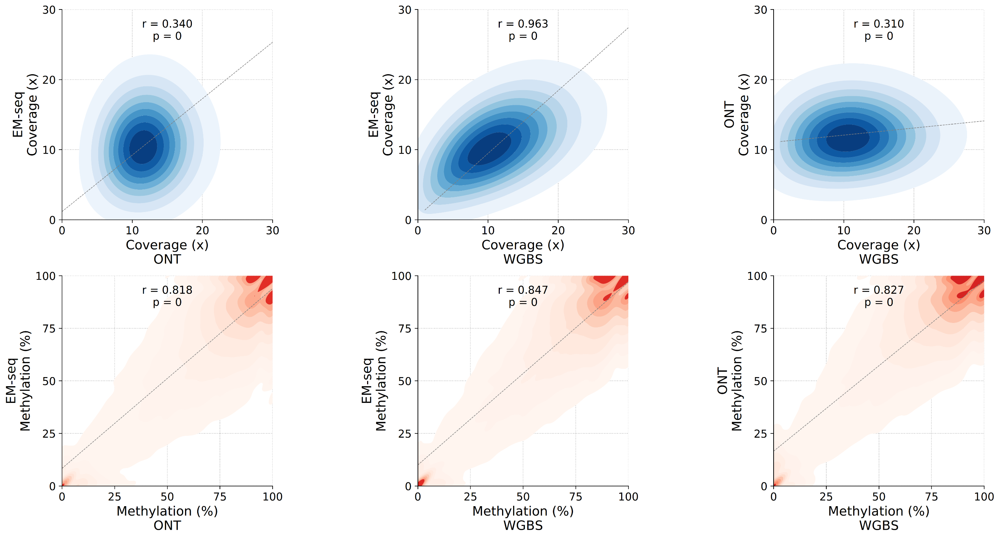 30
20
10
0
0
10
20
30
r = 0.340
p = 0
EM-seq
Coverage (x)
Coverage (x)
ONT
30
20
10
0
0
10
20
30
r = 0.963
p = 0
EM-seq
Coverage (x)
Coverage (x)
WGBS
30
20
10
0
0
10
20
30
r = 0.310
p = 0
ONT
Coverage (x)
Coverage (x)
WGBS
100
75
50
25
0
0
25
50
75
100
r = 0.818
p = 0
EM-seq
Methylation (%)
Methylation (%)
ONT
100
75
50
25
0
0
25
50
75
100
r = 0.847
p = 0
EM-seq
Methylation (%)
Methylation (%)
WGBS
100
75
50
25
0
0
25
50
75
100
r = 0.827
p = 0
ONT
Methylation (%)
Methylation (%)
WGBS